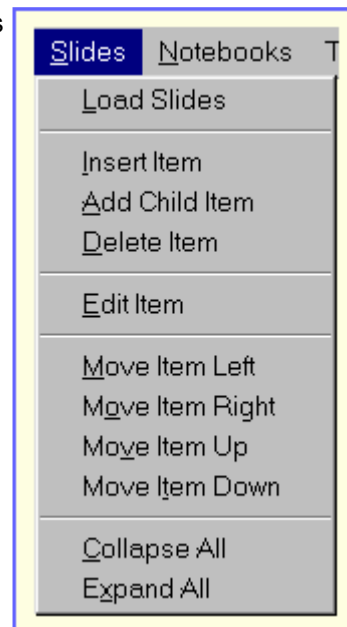 s
Slides Notebooks T
Load Slides
Insert Item
Add Child Item
Delete Item
Edit Item
Move Item Left
Move Item Right
Move Item Up
Move Item Down
Collapse All
Expand All